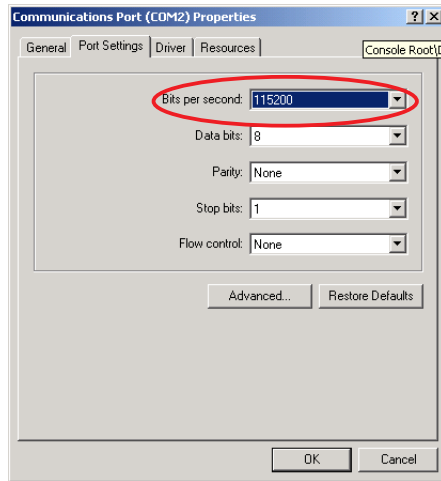 Communications Port (COM2) Properties
General Port Settings Driver Resources
Console Root\D
Bits per second: 115200
Data bits: 8
Parity: None
Stop bits: 1
Flow control: None
Advanced... Restore Defaults
OK Cancel